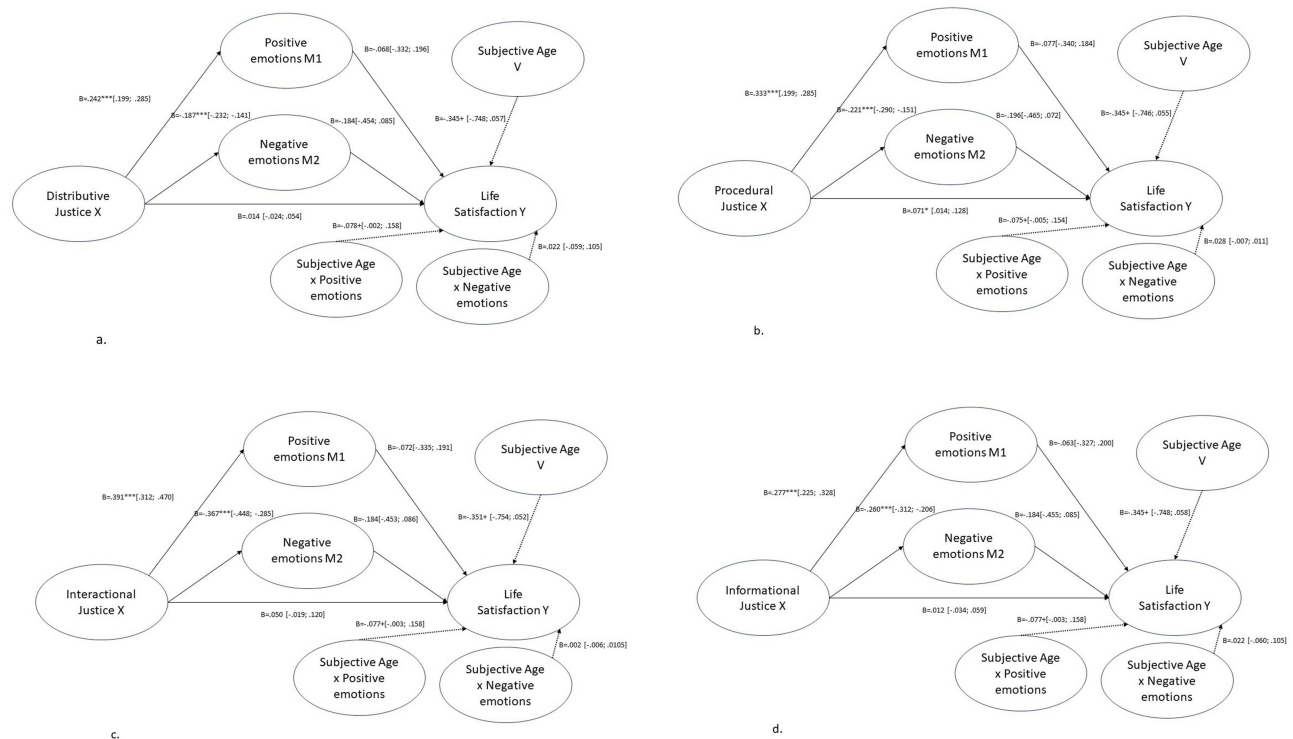 Positive
emotions M1
B=-.068[-.332; .196]
Subjective Age
V
B=.242***[.199; .285]
B=-.187***[-.232; -.141]
B=-.184[-.454; .085]
B=-.345+ [-.748; .057]
Negative
emotions M2
Distributive
Justice X
Life
Satisfaction Y
B=.014 [-.024; .054]
B=-.078+[-.002; .158]
B=.022 [-.059; .105]
Subjective Age
x Positive
emotions
Subjective Age
x Negative
emotions
a.
Positive
emotions M1
B=-.077[-.340; .184]
Subjective Age
V
B=.333***[.199; .285]
B=-.221***[-.290; -.151]
B=-.196[-.465; .072]
B=-.345+ [-.746; .055]
Negative
emotions M2
Procedural
Justice X
Life
Satisfaction Y
B=.071* [.014; .128]
B=-.075+[-.005; .154]
B=.028 [-.007; .011]
Subjective Age
x Positive
emotions
Subjective Age
x Negative
emotions
b.
Positive
emotions M1
B=-.072[-.335; .191]
Subjective Age
V
B=.391***[.312; .470]
B=-.367***[-.448; -.285]
B=-.184[-.453; .086]
B=-.351+ [-.754; .052]
Negative
emotions M2
Interactional
Justice X
Life
Satisfaction Y
B=.050 [-.019; .120]
B=-.077+[-.003; .158]
B=.002 [-.006; .0105]
Subjective Age
x Positive
emotions
Subjective Age
x Negative
emotions
c.
Positive
emotions M1
B=-.063[-.327; .200]
Subjective Age
V
B=.277***[.225; .328]
B=-.260***[-.312; -.206]
B=-.184[-.455; .085]
B=-.345+ [-.748; .058]
Negative
emotions M2
Informational
Justice X
Life
Satisfaction Y
B=.012 [-.034; .059]
B=-.077+[-.003; .158]
B=.022 [-.060; .105]
Subjective Age
x Positive
emotions
Subjective Age
x Negative
emotions
d.